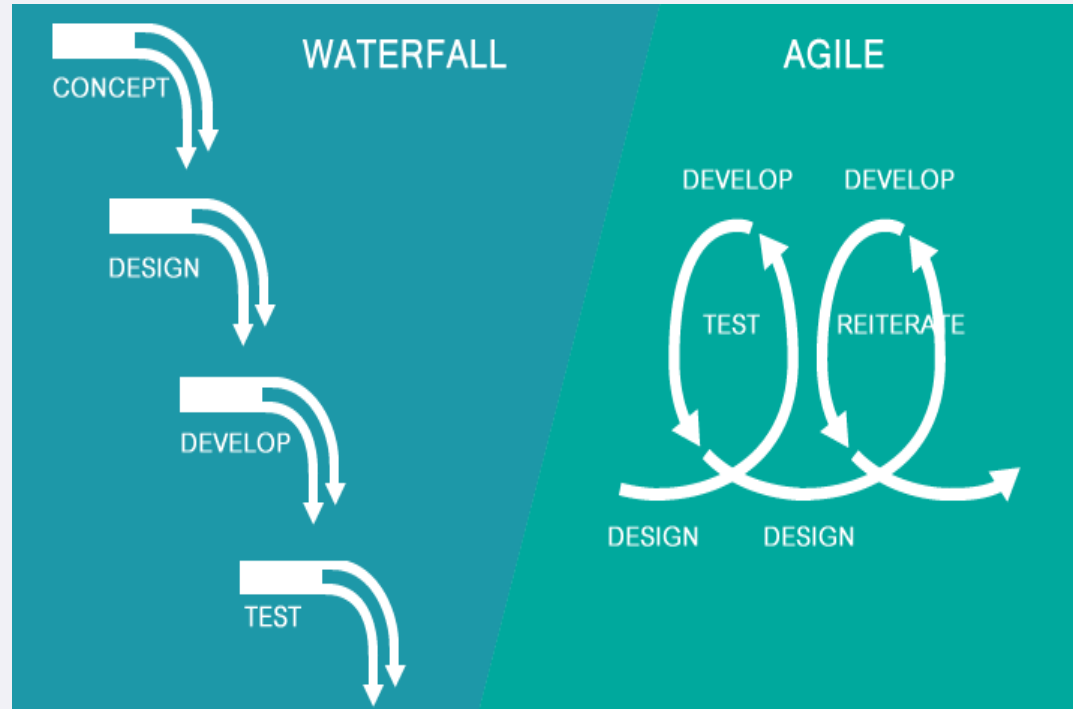 WATERFALL
CONCEPT
DESIGN
DEVELOP
TEST
AGILE
DEVELOP DEVELOP
TEST REITERATE
DESIGN DESIGN